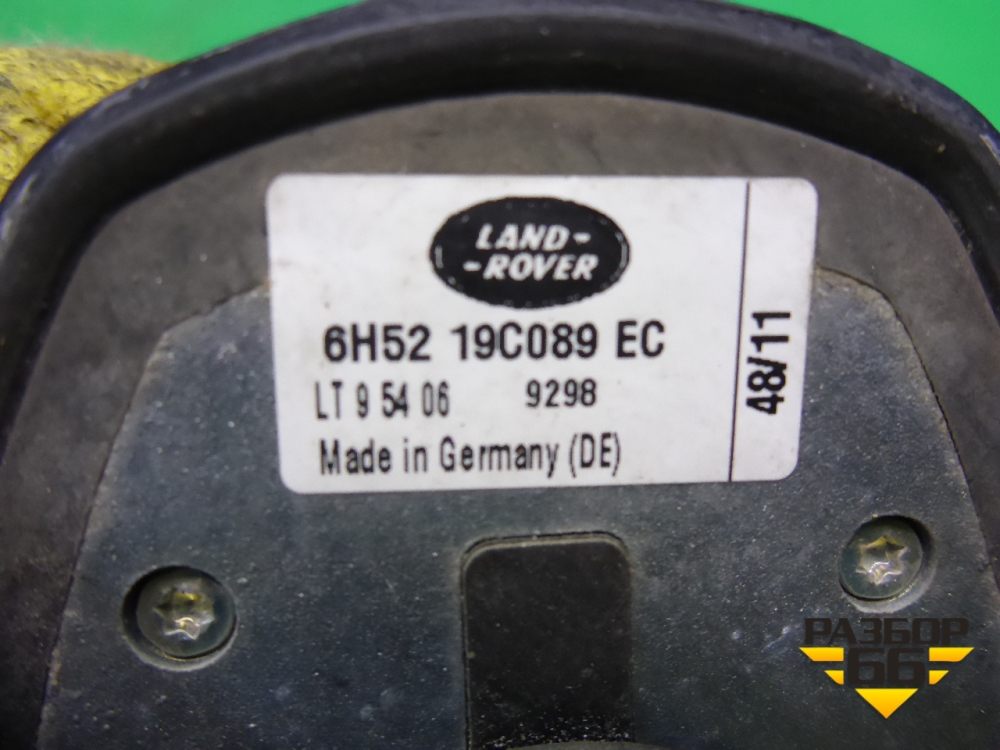 LAND-
-ROVER
6H52 19C089 EC
LT 9 54 06 9298
Made in Germany (DE)
48/11
РАЗБОР
66